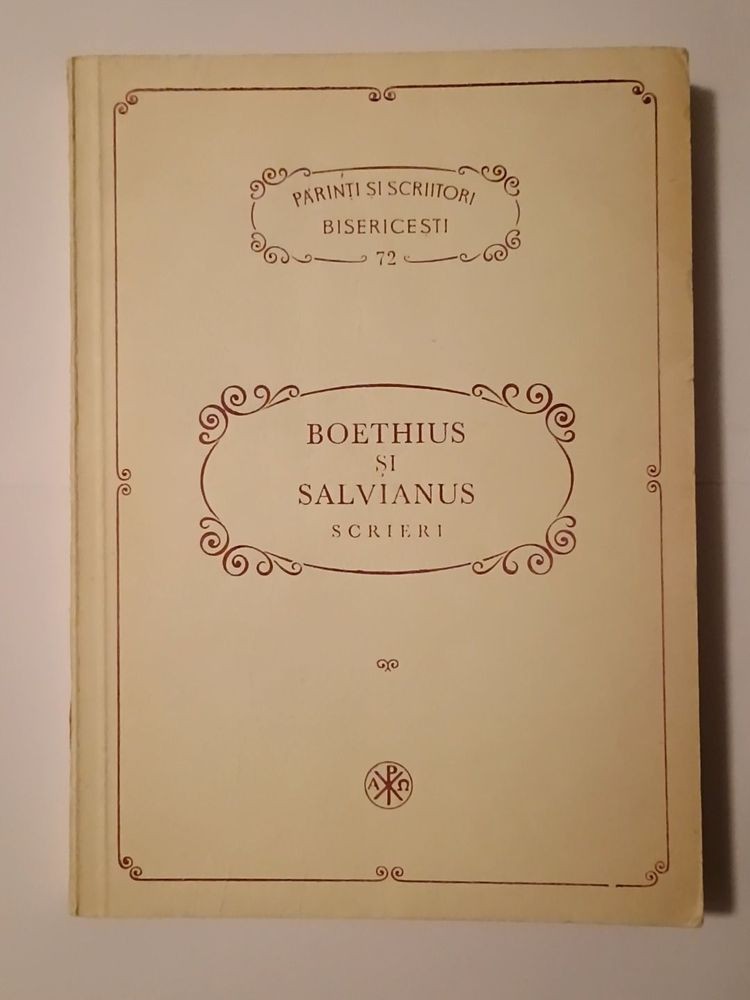 PĂRINȚI ȘI SCRIITORI
BISERICEȘTI
72
BOETHIUS
ȘI
SALVIANUS
SCRIERI
Α Ρ Ω